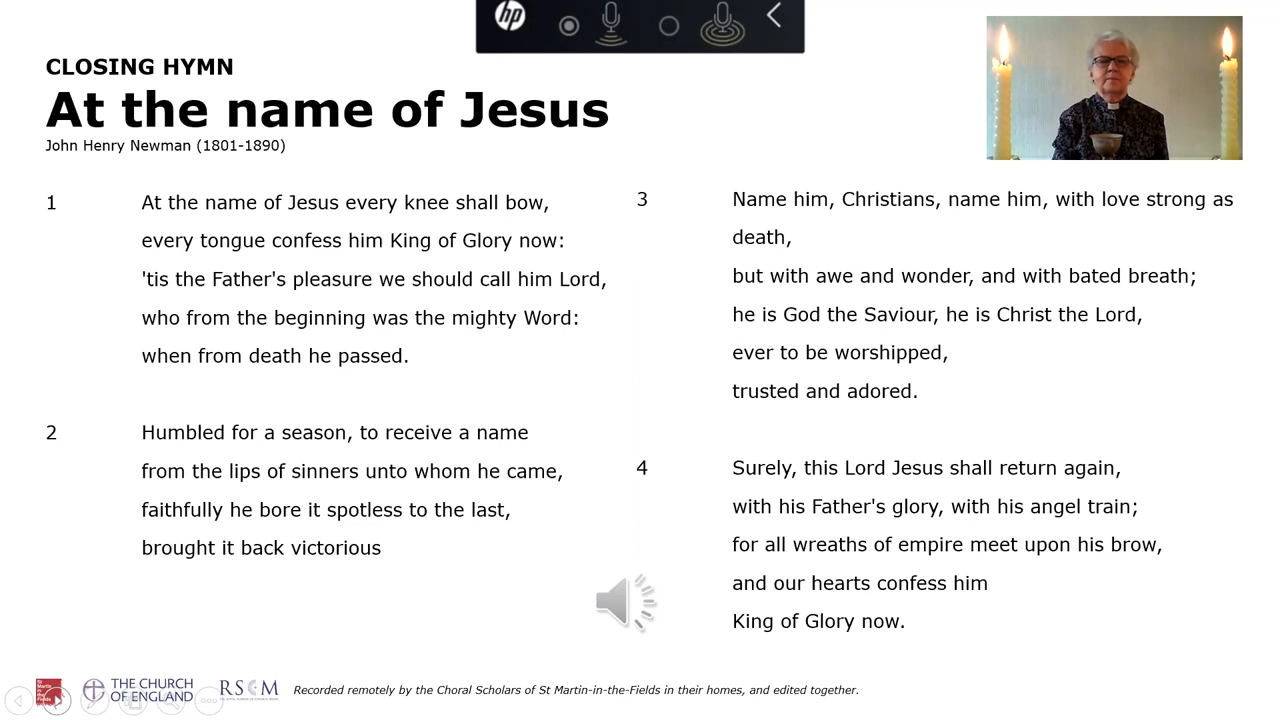 hp
CLOSING HYMN
At the name of Jesus
John Henry Newman (1801-1890)
1 At the name of Jesus every knee shall bow,
every tongue confess him King of Glory now:
'tis the Father's pleasure we should call him Lord,
who from the beginning was the mighty Word:
when from death he passed.
2 Humbled for a season, to receive a name
from the lips of sinners unto whom he came,
faithfully he bore it spotless to the last,
brought it back victorious
3 Name him, Christians, name him, with love strong as
death,
but with awe and wonder, and with bated breath;
he is God the Saviour, he is Christ the Lord,
ever to be worshipped,
trusted and adored.
4 Surely, this Lord Jesus shall return again,
with his Father's glory, with his angel train;
for all wreaths of empire meet upon his brow,
and our hearts confess him
King of Glory now.
THE CHURCH
OF ENGLAND
RSCM
Recorded remotely by the Choral Scholars of St Martin-in-the-Fields in their homes, and edited together.